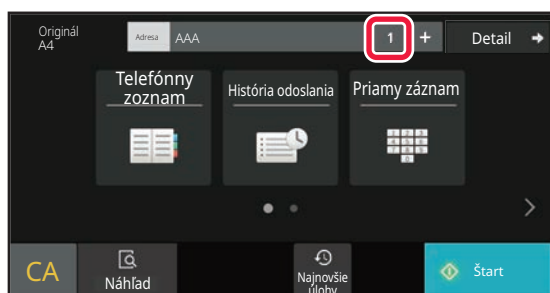 Originál
A4
Adresa AAA 1 + Detail
Telefónny
zoznam
História odoslania
Priamy záznam
CA
Náhľad
Najnovšie
úlohy
Štart